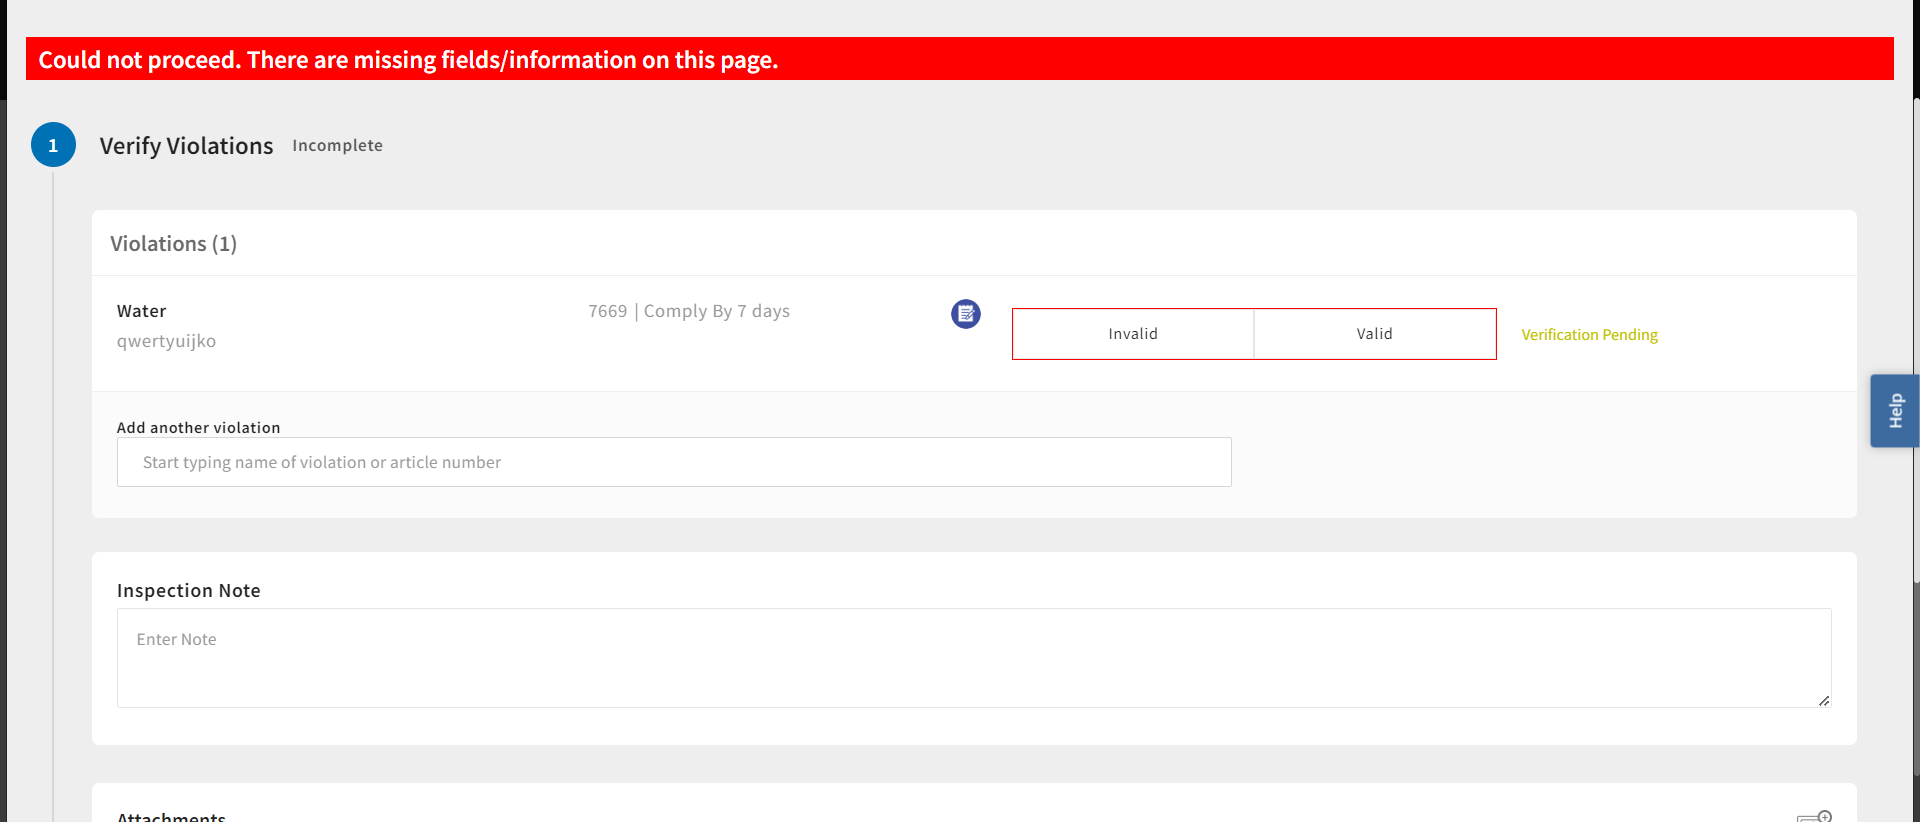 Could not proceed. There are missing fields/information on this page.
1
Verify Violations Incomplete
Violations (1)
Water 7669 | Comply By 7 days Invalid Valid Verification Pending
qwertyuijko
Help
Add another violation
Start typing name of violation or article number
Inspection Note
Enter Note
Attachments